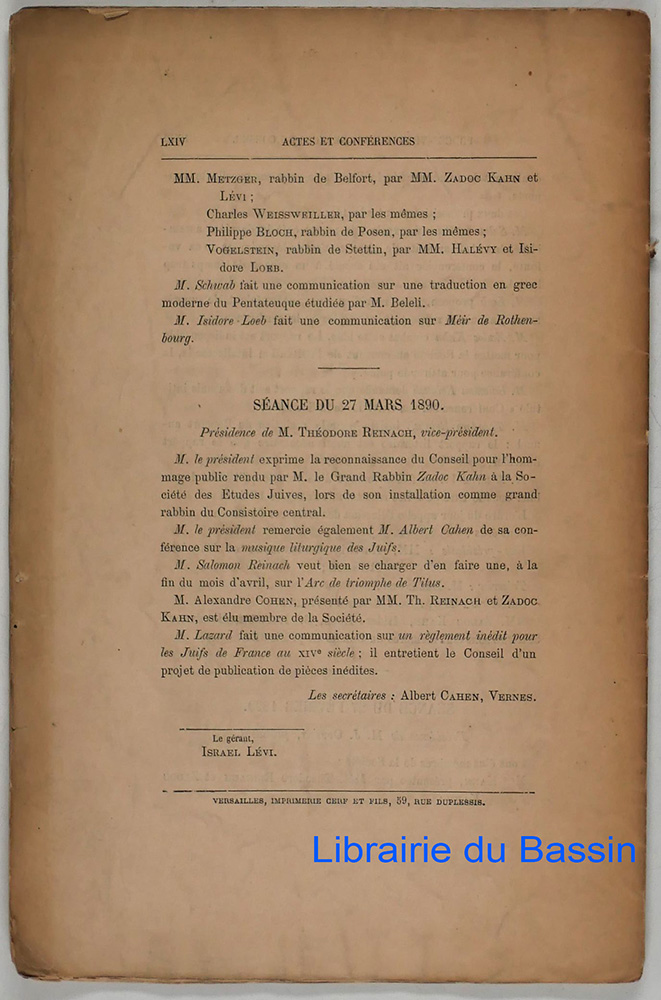 LXIV ACTES ET CONFÉRENCES
MM. METZGER, rabbin de Belfort, par MM. ZADOC KAHN et
LÉVI ;
Charles WEISSWEILLER, par les mêmes ;
Philippe BLOCH, rabbin de Posen, par les mêmes ;
VOGELSTEIN, rabbin de Stettin, par MM. HALÉVY et Isi-
dore LOEB.
M. Schwab fait une communication sur une traduction en grec
moderne du Pentateuque étudiée par M. Beleli.
M. Isidore Loeb fait une communication sur Méir de Rothen-
bourg.
SÉANCE DU 27 MARS 1890.
Présidence de M. THÉODORE REINACH, vice-président.
M. le président exprime la reconnaissance du Conseil pour l'hom-
mage public rendu par M. le Grand Rabbin Zadoc Kahn à la So-
ciété des Etudes Juives, lors de son installation comme grand
rabbin du Consistoire central.
M. le président remercie également M. Albert Cahen de sa con-
férence sur la musique liturgique des Juifs.
M. Salomon Reinach veut bien se charger d'en faire une, à la
fin du mois d'avril, sur l'Arc de triomphe de Titus.
M. Alexandre COHEN, présenté par MM. Th. REINACH et ZADOC
KAHN, est élu membre de la Société.
M. Lazard fait une communication sur un règlement inédit pour
les Juifs de France au XIVe siècle ; il entretient le Conseil d'un
projet de publication de pièces inédites.
Les secrétaires : Albert CAHEN, VERNES.
Le gérant,
ISRAEL LÉVI.
VERSAILLES, IMPRIMERIE CERF ET FILS, 59, RUE DUPLESSIS.
Librairie du Bassin